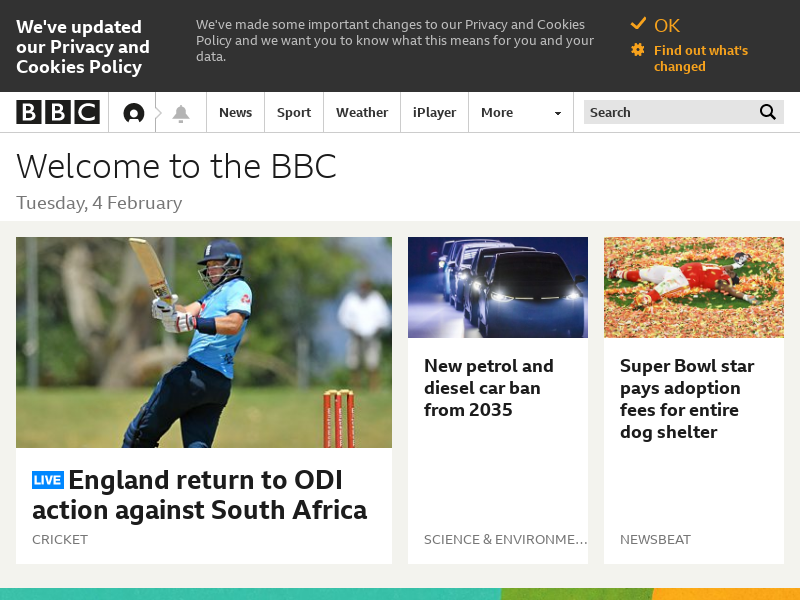 We've updated
our Privacy and
Cookies Policy
We've made some important changes to our Privacy and Cookies
Policy and we want you to know what this means for you and your
data.
OK
Find out what's
changed
BBC
News
Sport
Weather
iPlayer
More
Search
Welcome to the BBC
Tuesday, 4 February
LIVE England return to ODI
action against South Africa
CRICKET
New petrol and
diesel car ban
from 2035
SCIENCE & ENVIRONME...
Super Bowl star
pays adoption
fees for entire
dog shelter
NEWSBEAT